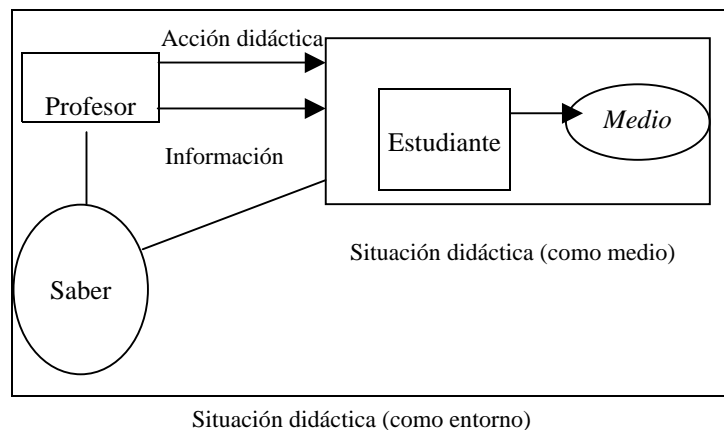 Acción didáctica
Profesor
Información
Estudiante
Medio
Situación didáctica (como medio)
Saber
Situación didáctica (como entorno)